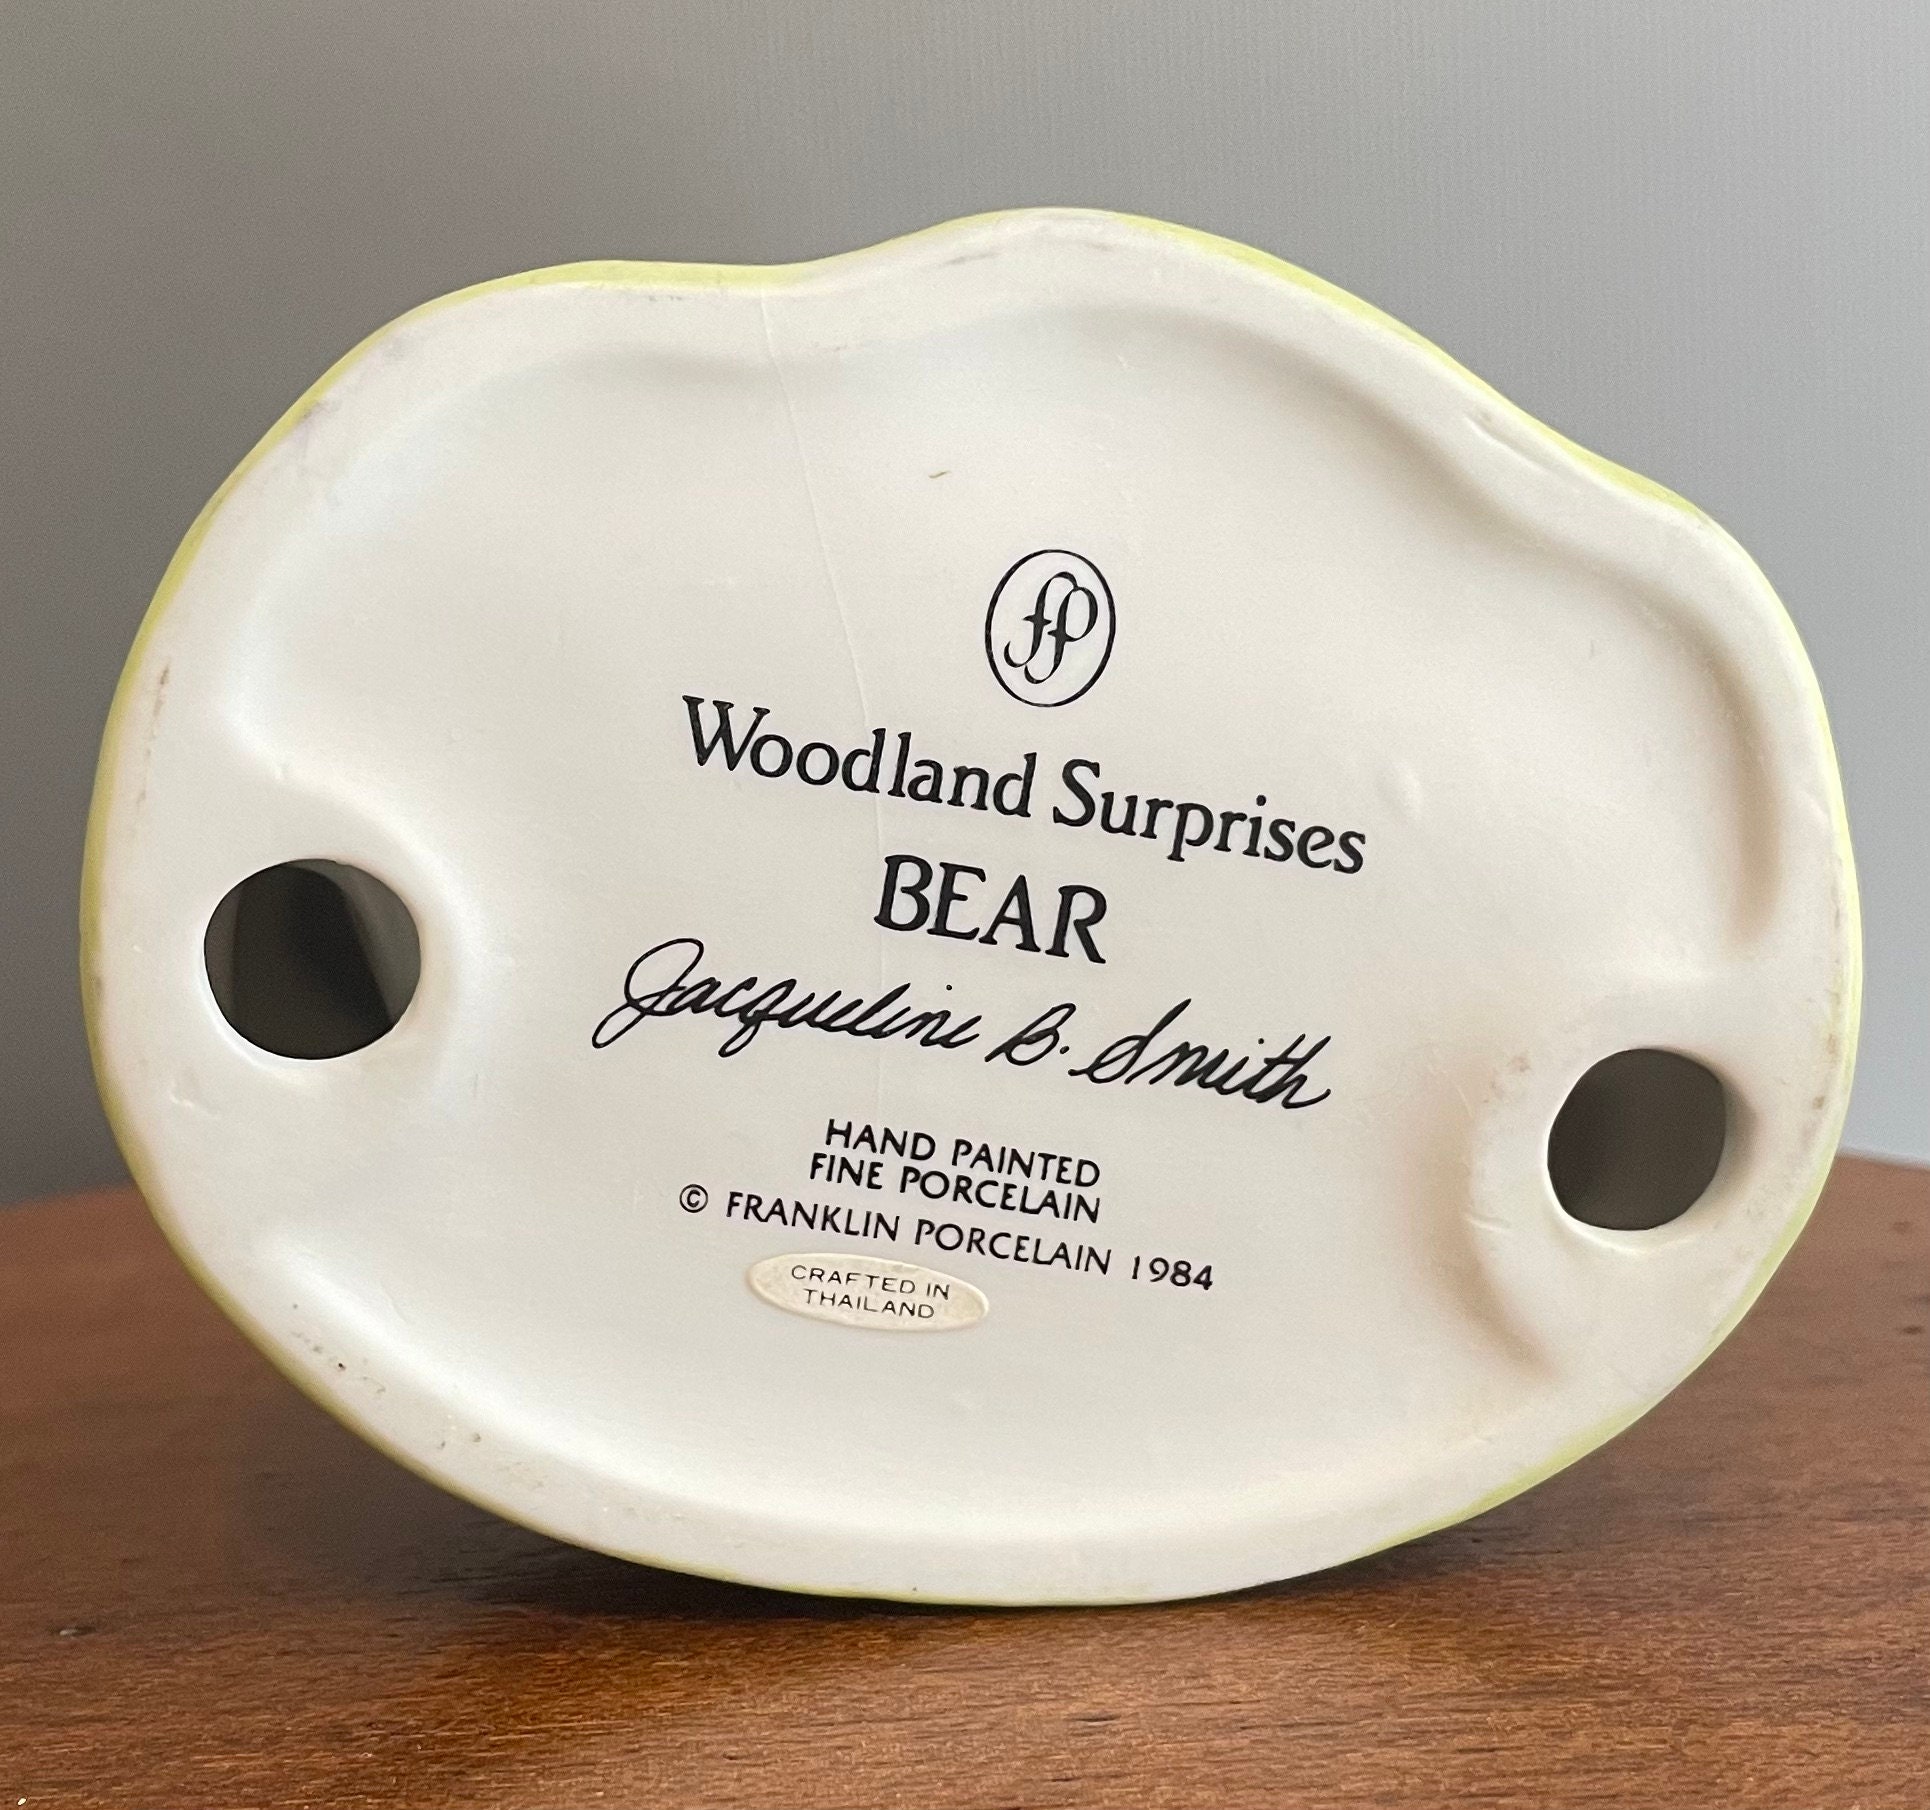 fp
Woodland Surprises
BEAR
Jacqueline B. Smith
HAND PAINTED
FINE PORCELAIN
© FRANKLIN PORCELAIN 1984
CRAFTED IN
THAILAND